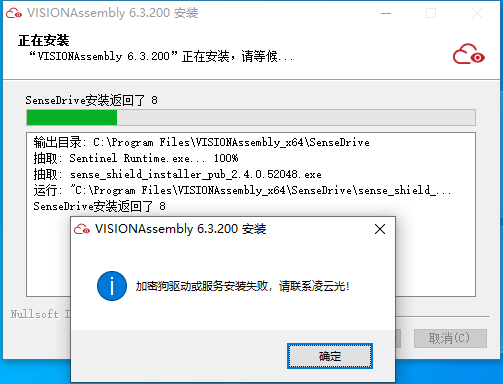 VISIONAssembly 6.3.200 安装
正在安装
“VISIONAssembly 6.3.200”正在安装，请等候...
SenseDrive安装返回了 8
输出目录: C:\Program Files\VISIONAssembly_x64\SenseDrive
抽取: Sentinel Runtime.exe... 100%
抽取: sense_shield_installer_pub_2.4.0.52048.exe
运行: "C:\Program Files\VISIONAssembly_x64\SenseDrive\sense_shield_...
SenseDrive安装返回了 8
VISIONAssembly 6.3.200 安装
加密狗驱动或服务安装失败，请联系凌云光!
Nullsoft I
取消(C)
确定